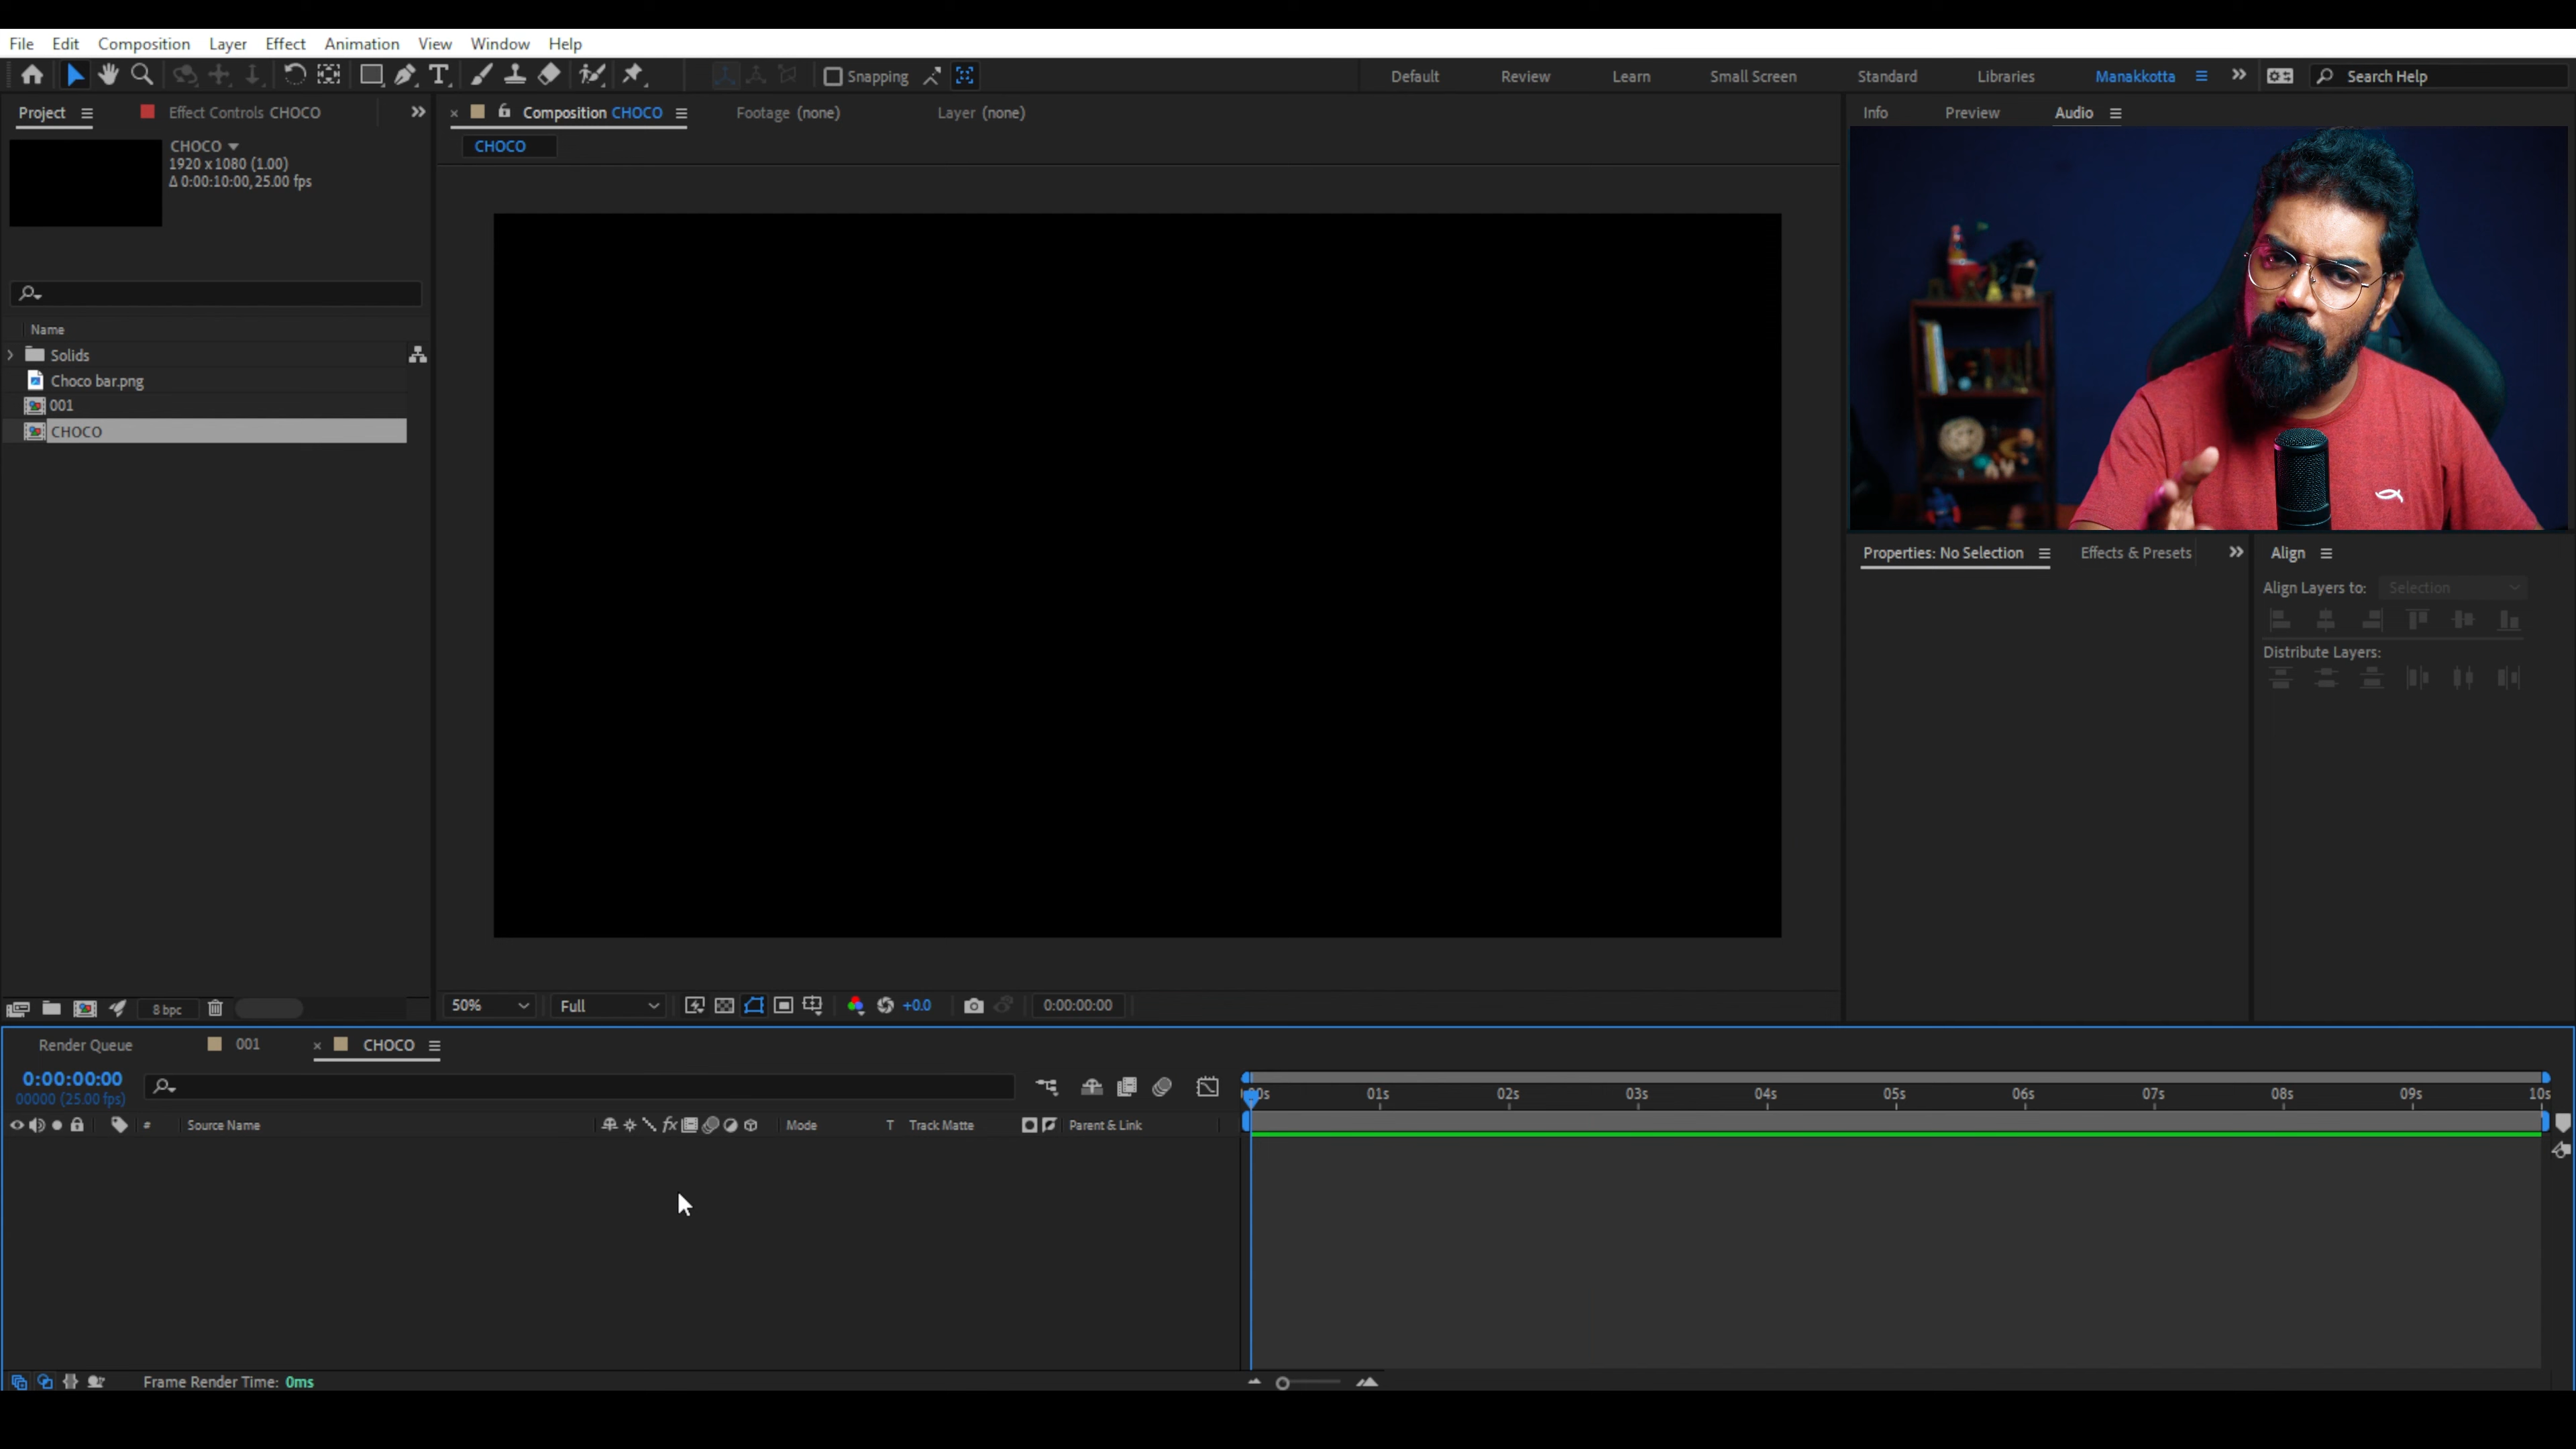 File Edit Composition Layer Effect Animation View Window Help
Snapping Default Review Learn Small Screen Standard Libraries Manakkotta Search Help
Project Effect Controls CHOCO
Composition CHOCO Footage (none) Layer (none)
Info Preview Audio
CHOCO
CHOCO
1920 x 1080 (1.00)
Δ 0:00:10:00, 25.00 fps
Name
Solids
Choco bar.png
001
CHOCO
Properties: No Selection Effects & Presets
Align
Align Layers to: Selection
Distribute Layers:
8 bpc
50% Full +0.0 0:00:00:00
Render Queue 001 CHOCO
0:00:00:00
00000 (25.00 fps)
0s 01s 02s 03s 04s 05s 06s 07s 08s 09s 10s
# Source Name fx Mode T Track Matte Parent & Link
Frame Render Time: 0ms